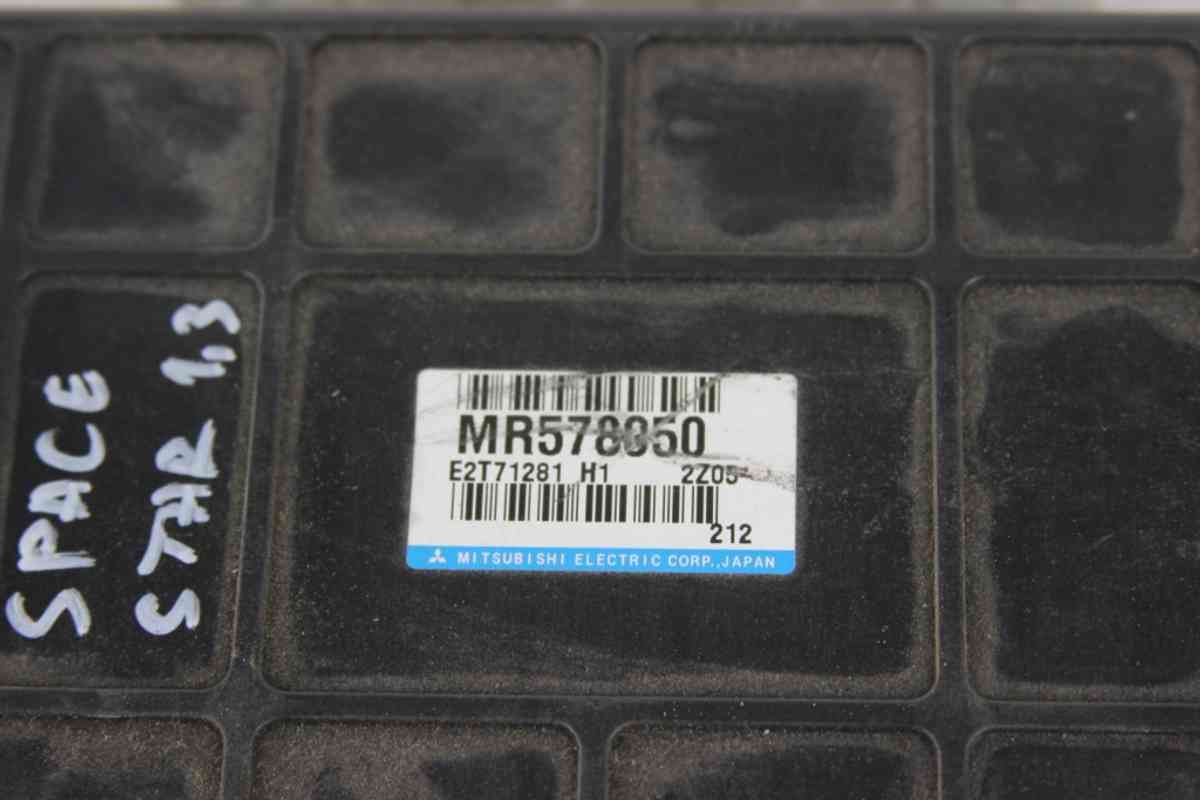 SPACE
STAR 1,3
MR578050
E2T71281 H1 2Z05
212
MITSUBISHI ELECTRIC CORP.,JAPAN